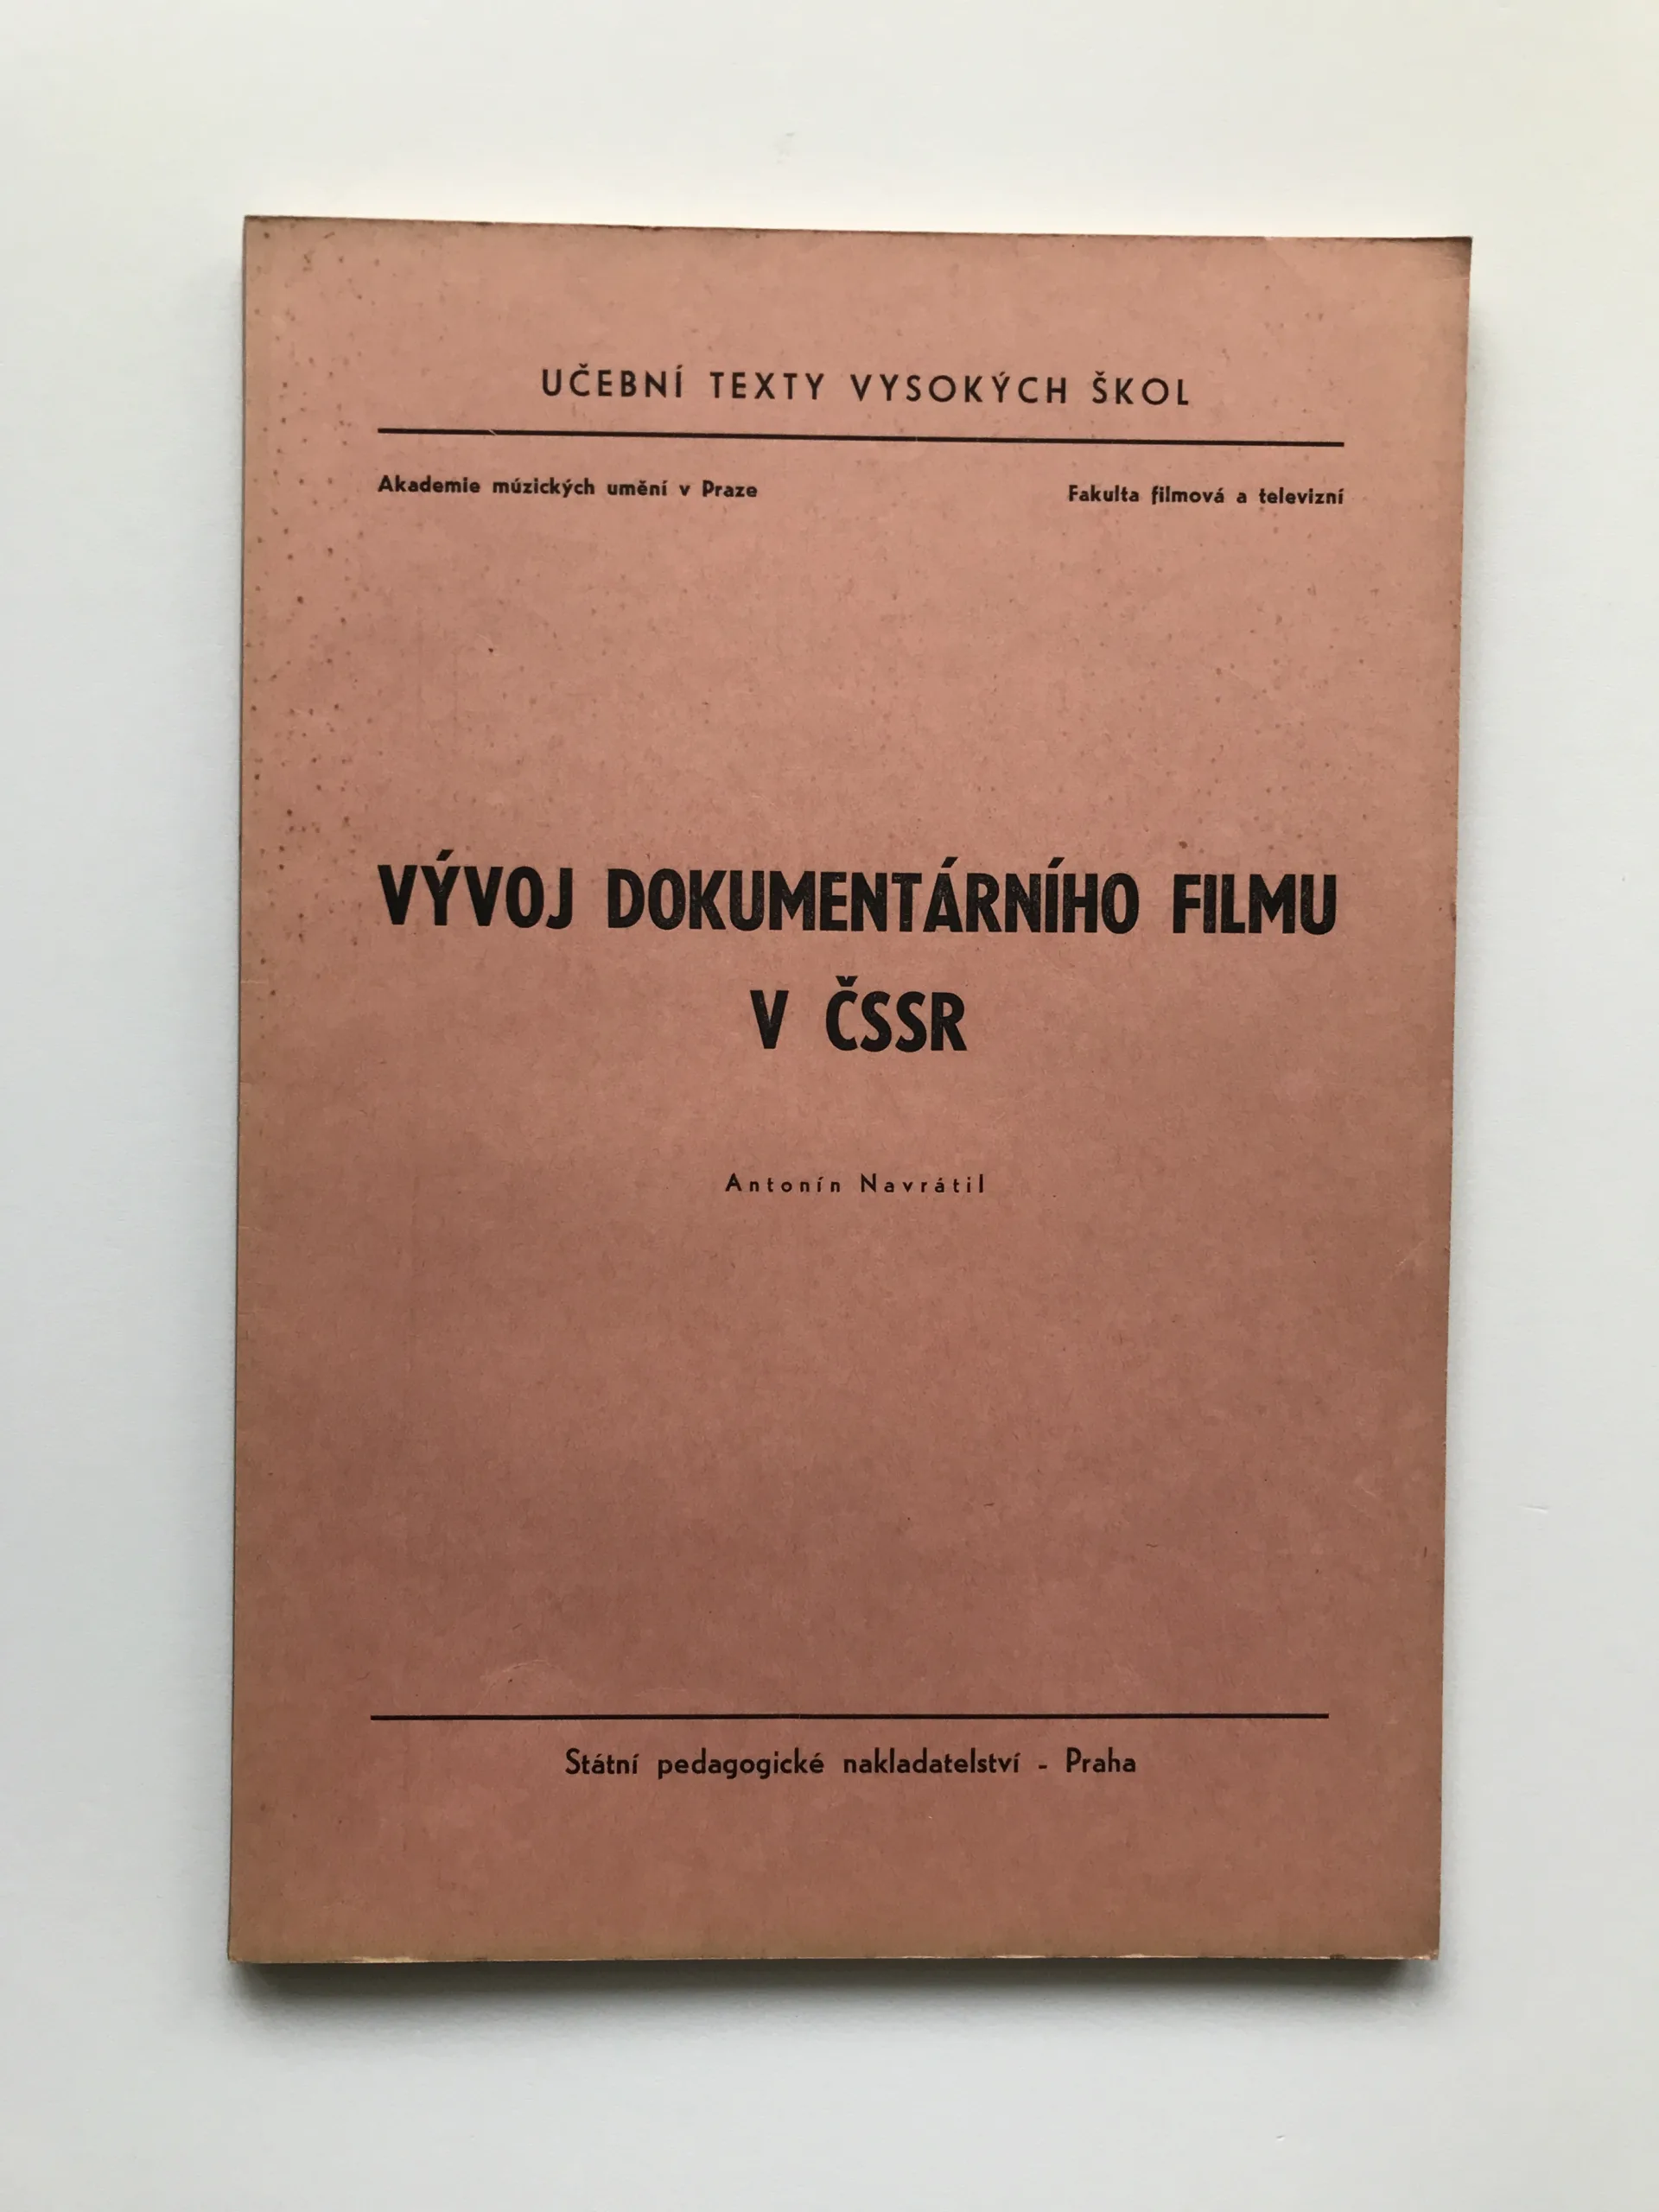 UČEBNÍ TEXTY VYSOKÝCH ŠKOL
Akademie múzických umění v Praze
Fakulta filmová a televizní
VÝVOJ DOKUMENTÁRNÍHO FILMU
V ČSSR
Antonín Navrátil
Státní pedagogické nakladatelství - Praha